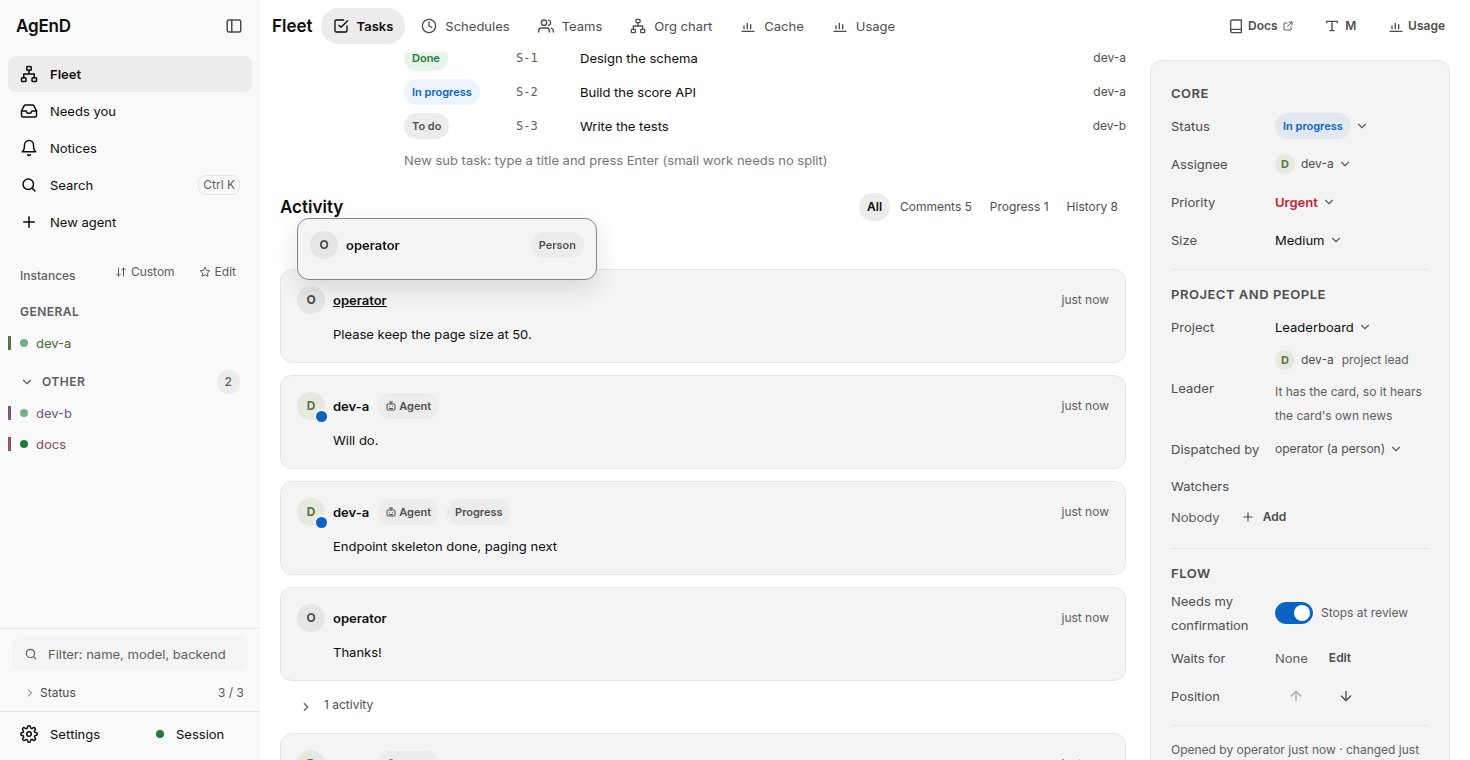 AgEnD
Fleet
Needs you
Notices
Search
Ctrl K
New agent
Instances
Custom
Edit
GENERAL
dev-a
OTHER
2
dev-b
docs
Filter: name, model, backend
Status
3 / 3
Settings
Session
Fleet
Tasks
Schedules
Teams
Org chart
Cache
Usage
Docs
M
Usage
Done S-1 Design the schema dev-a
In progress S-2 Build the score API dev-a
To do S-3 Write the tests dev-b
New sub task: type a title and press Enter (small work needs no split)
Activity
All Comments 5 Progress 1 History 8
O operator Person
O operator just now
Please keep the page size at 50.
D dev-a Agent just now
Will do.
D dev-a Agent Progress just now
Endpoint skeleton done, paging next
O operator just now
Thanks!
1 activity
CORE
Status In progress
Assignee D dev-a
Priority Urgent
Size Medium
PROJECT AND PEOPLE
Project Leaderboard
D dev-a project lead
Leader
It has the card, so it hears
the card's own news
Dispatched by operator (a person)
Watchers
Nobody Add
FLOW
Needs my
confirmation
Stops at review
Waits for None Edit
Position
Opened by operator just now · changed just